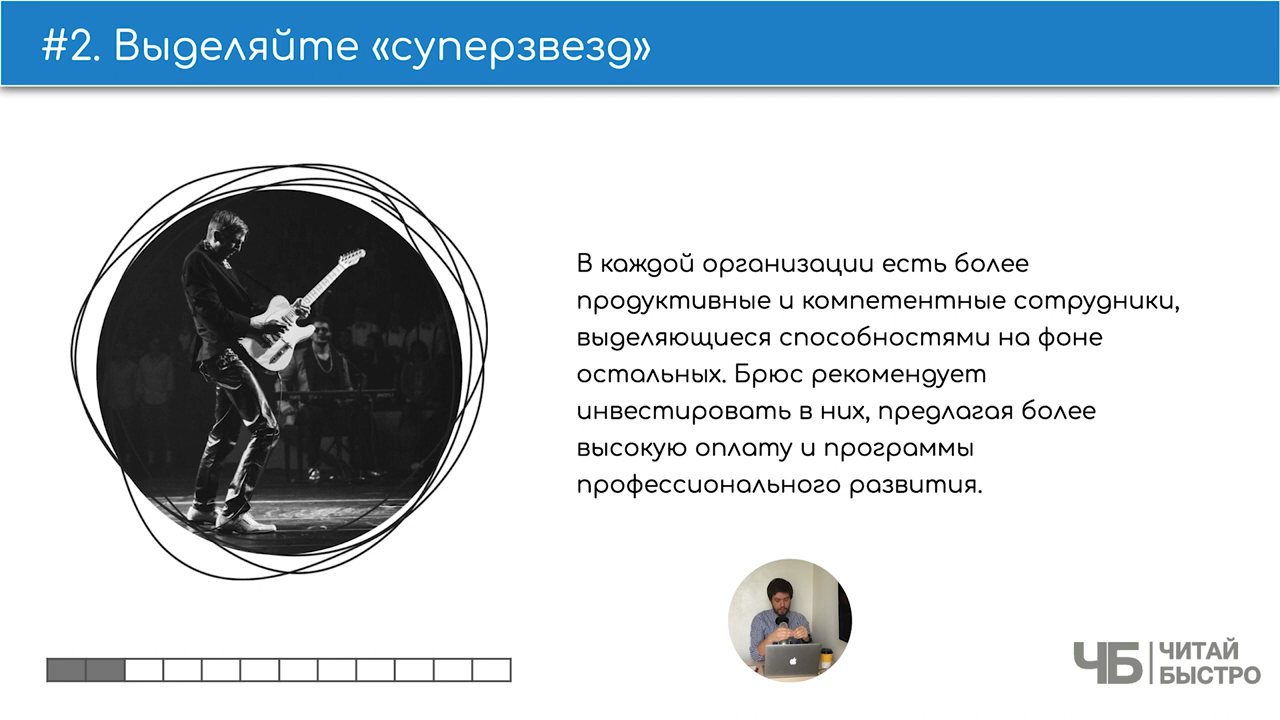 #2. Выделяйте «суперзвезд»
В каждой организации есть более
продуктивные и компетентные сотрудники,
выделяющиеся способностями на фоне
остальных. Брюс рекомендует
инвестировать в них, предлагая более
высокую оплату и программы
профессионального развития.
ЧБ
ЧИТАЙ
БЫСТРО